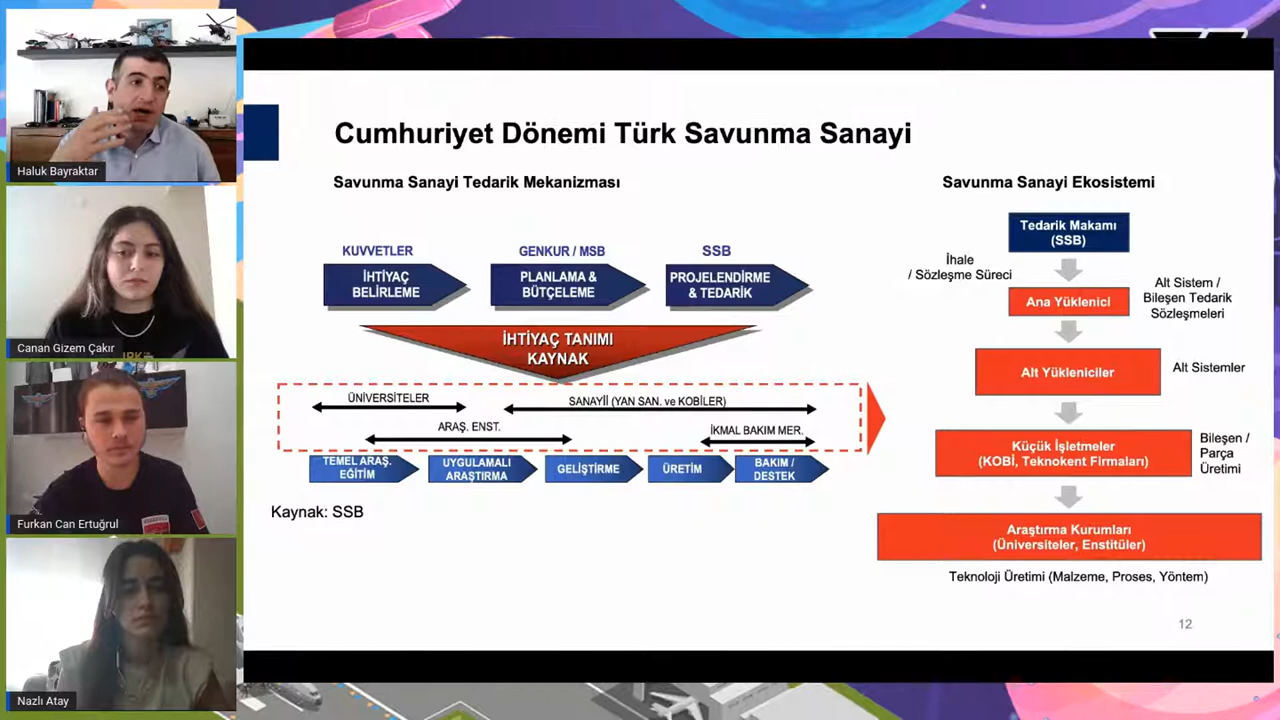 Haluk Bayraktar
Canan Gizem Çakır
Furkan Can Ertuğrul
Nazlı Atay
Cumhuriyet Dönemi Türk Savunma Sanayi
Savunma Sanayi Tedarik Mekanizması
KUVVETLER
GENKUR / MSB
SSB
İHTİYAÇ
BELİRLEME
PLANLAMA &
BÜTÇELEME
PROJELENDİRME
& TEDARİK
İHTİYAÇ TANIMI
KAYNAK
ÜNİVERSİTELER
SANAYİİ (YAN SAN. ve KOBİLER)
ARAŞ. ENST.
İKMAL BAKIM MER.
TEMEL ARAŞ.
EĞİTİM
UYGULAMALI
ARAŞTIRMA
GELİŞTİRME
ÜRETİM
BAKIM /
DESTEK
Kaynak: SSB
Savunma Sanayi Ekosistemi
Tedarik Makamı
(SSB)
İhale
/ Sözleşme Süreci
Ana Yüklenici
Alt Sistem /
Bileşen Tedarik
Sözleşmeleri
Alt Yükleniciler
Alt Sistemler
Küçük İşletmeler
(KOBİ, Teknokent Firmaları)
Bileşen /
Parça
Üretimi
Araştırma Kurumları
(Üniversiteler, Enstitüler)
Teknoloji Üretimi (Malzeme, Proses, Yöntem)
12